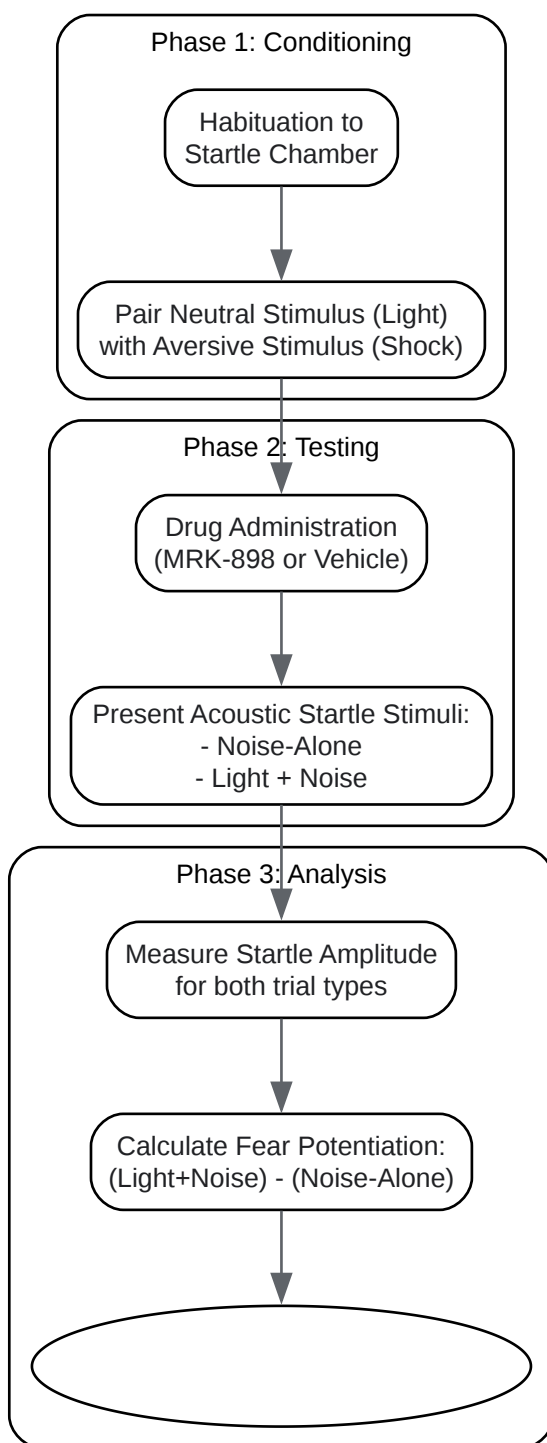 Phase 1: Conditioning
Habituation to
Startle Chamber
Pair Neutral Stimulus (Light)
with Aversive Stimulus (Shock)
Phase 2: Testing
Drug Administration
(MRK-898 or Vehicle)
Present Acoustic Startle Stimuli:
- Noise-Alone
- Light + Noise
Phase 3: Analysis
Measure Startle Amplitude
for both trial types
Calculate Fear Potentiation:
(Light+Noise) - (Noise-Alone)